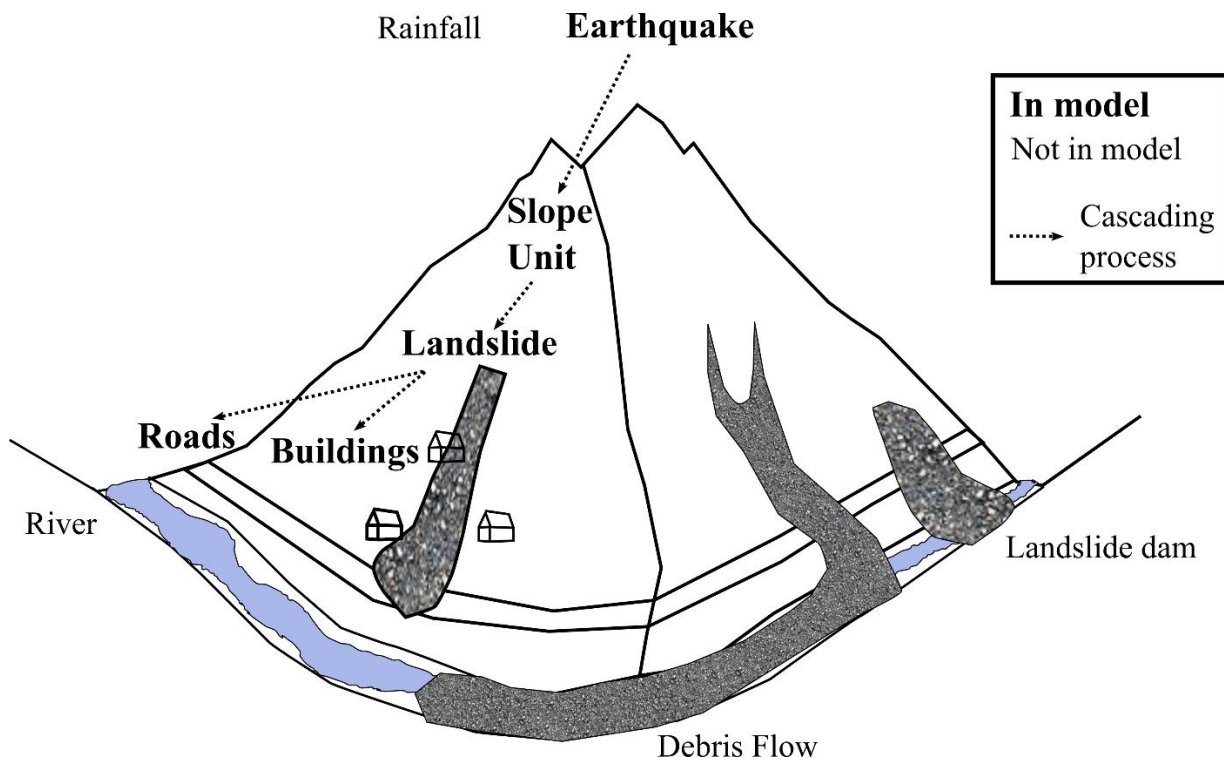 Rainfall
Earthquake
In model
Not in model
Cascading
process
Slope
Unit
Landslide
Roads
Buildings
River
Landslide dam
Debris Flow